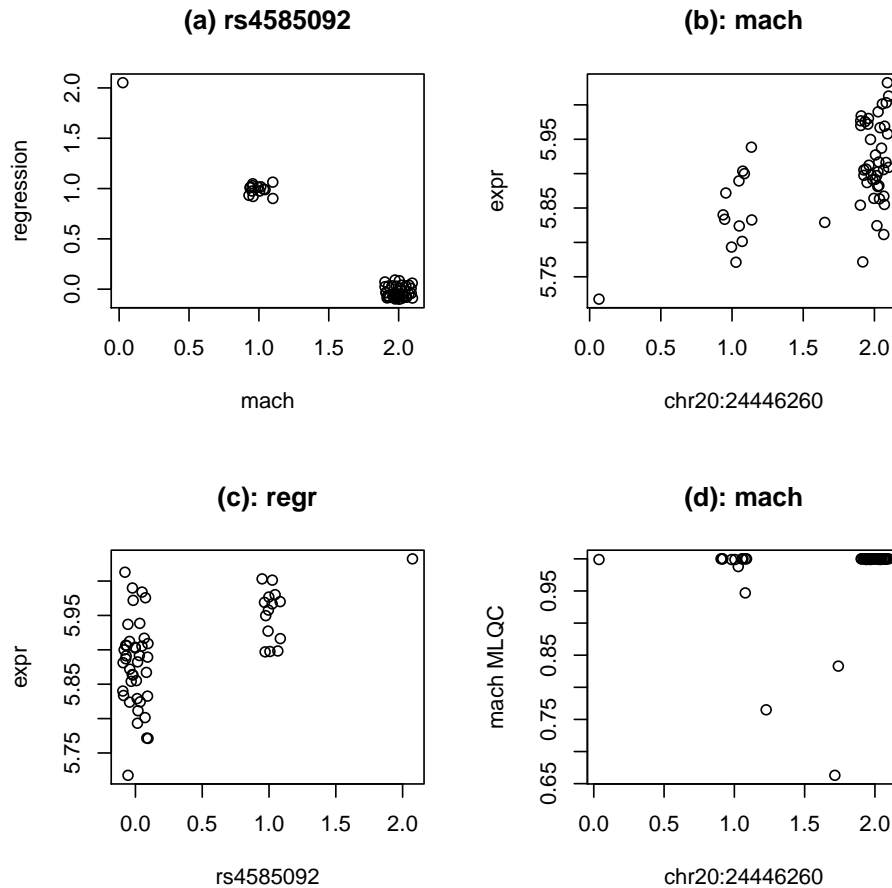 (a) rs4585092
regression
2.0
1.5
1.0
0.5
0.0
0.0 0.5 1.0 1.5 2.0
mach
(b): mach
expr
5.95
5.85
5.75
0.0 0.5 1.0 1.5 2.0
chr20:24446260
(c): regr
expr
5.95
5.85
5.75
0.0 0.5 1.0 1.5 2.0
rs4585092
(d): mach
mach MLQC
0.95
0.85
0.75
0.65
0.0 0.5 1.0 1.5 2.0
chr20:24446260